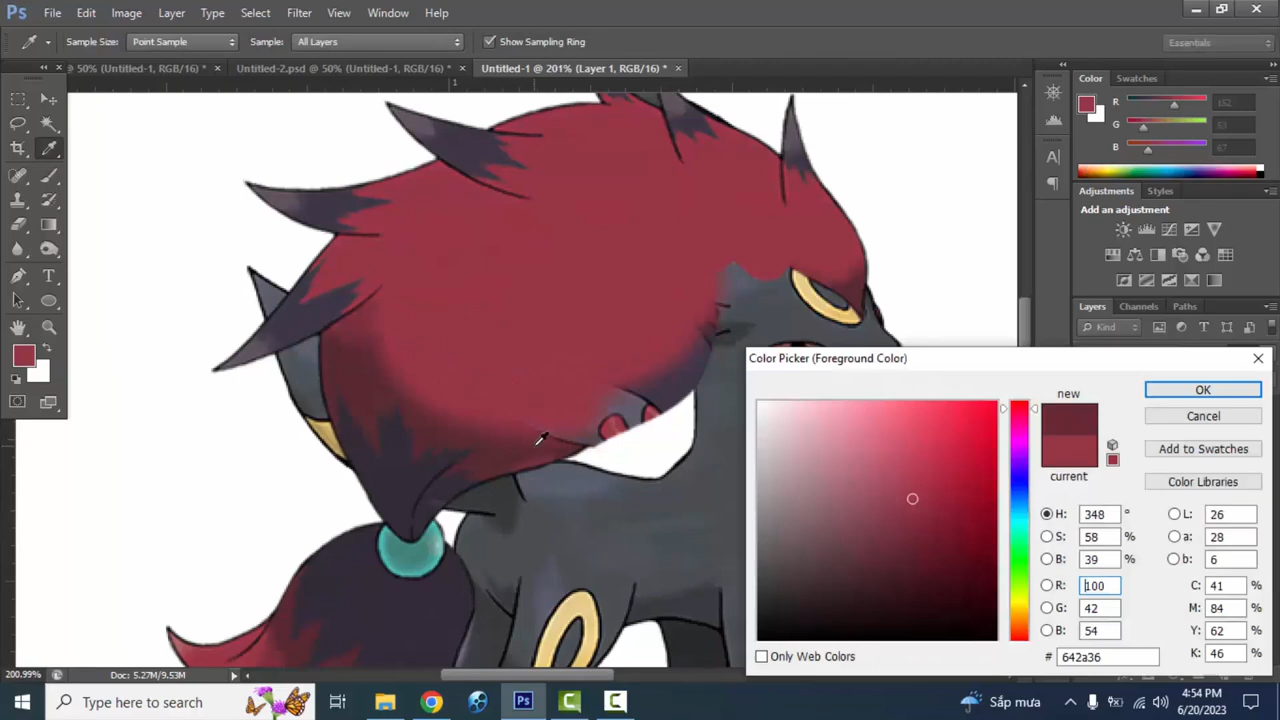 Ps File Edit Image Layer Type Select Filter View Window Help
Sample Size: Point Sample Sample: All Layers Show Sampling Ring Essentials
@ 50% (Untitled-1, RGB/16) * × Untitled-2.psd @ 50% (Untitled-1, RGB/16) * × Untitled-1 @ 201% (Layer 1, RGB/16) * ×
1
Color Swatches
R 152
G 53
B 67
Adjustments Styles
Add an adjustment
Layers Channels Paths
Kind
Color Picker (Foreground Color)
new
current
OK
Cancel
Add to Swatches
Color Libraries
H: 348 ° L: 26
S: 58 % a: 28
B: 39 % b: 6
R: 100 C: 41 %
G: 42 M: 84 %
B: 54 Y: 62 %
# 642a36 K: 46 %
Only Web Colors
200.99% Doc: 5.27M/9.53M
Type here to search
Sắp mưa
4:54 PM
6/20/2023